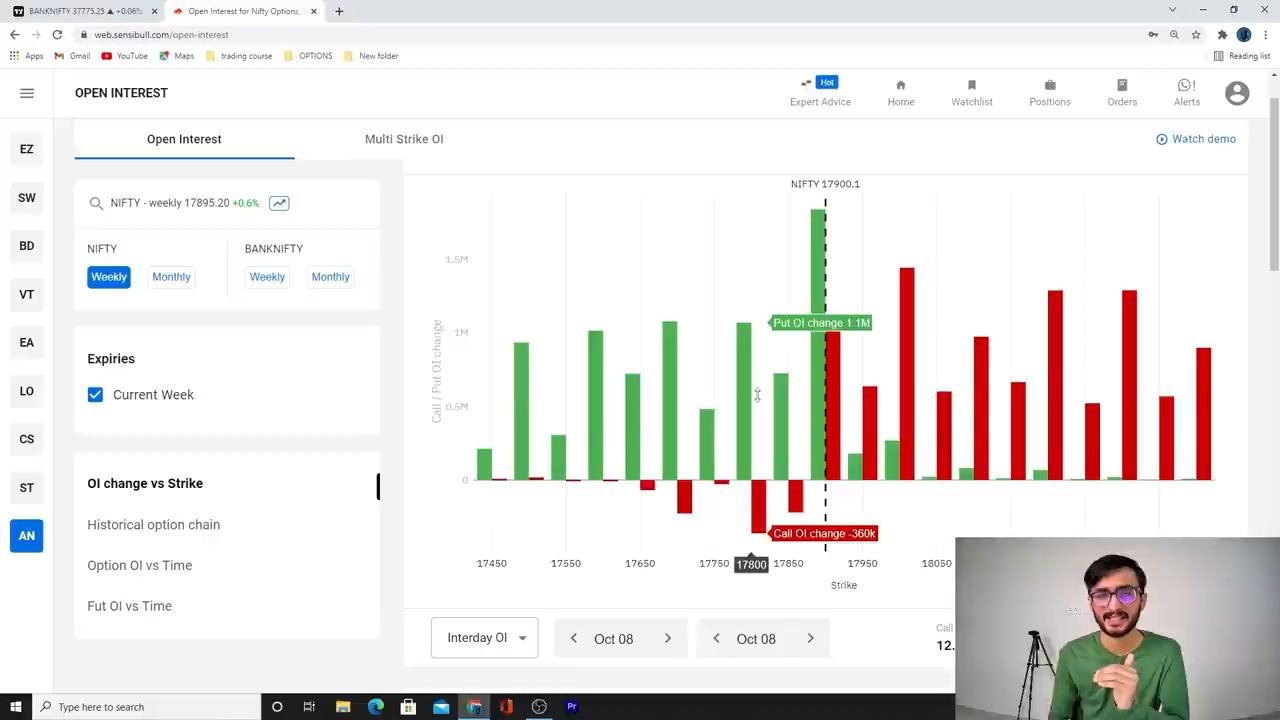 BANKNIFTY 37775.25 ▲ +0.06%
Open Interest for Nifty Options,
web.sensibull.com/open-interest
Apps
Gmail
YouTube
Maps
trading course
OPTIONS
New folder
Reading list
OPEN INTEREST
Hot
Expert Advice
Home
Watchlist
Positions
Orders
Alerts
EZ
SW
BD
VT
EA
LO
CS
ST
AN
Open Interest
Multi Strike OI
Watch demo
NIFTY - weekly 17895.20 +0.6%
NIFTY
BANKNIFTY
Weekly
Monthly
Weekly
Monthly
Expiries
Current Week
OI change vs Strike
Historical option chain
Option OI vs Time
Fut OI vs Time
NIFTY 17900.1
Call / Put OI change
1.5M
1M
0.5M
0
Put OI change 1.1M
Call OI change -360k
17450
17550
17650
17750
17800
17850
17950
18050
Strike
Interday OI
Oct 08
Oct 08
Call
12.
Type here to search
Pr